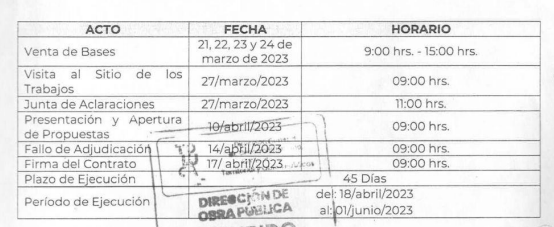 ACTO FECHA HORARIO
Venta de Bases 21, 22, 23 y 24 de marzo de 2023 9:00 hrs. - 15:00 hrs.
Visita al Sitio de los
Trabajos 27/marzo/2023 09:00 hrs.
Junta de Aclaraciones 27/marzo/2023 11:00 hrs.
Presentación y Apertura
de Propuestas 10/abril/2023 09:00 hrs.
Fallo de Adjudicación 14/abril/2023 09:00 hrs.
Firma del Contrato 17/ abril/2023 09:00 hrs.
Plazo de Ejecución 45 Días
Período de Ejecución del: 18/abril/2023
al: 01/junio/2023
DIRECCIÓN DE
OBRA PÚBLICA